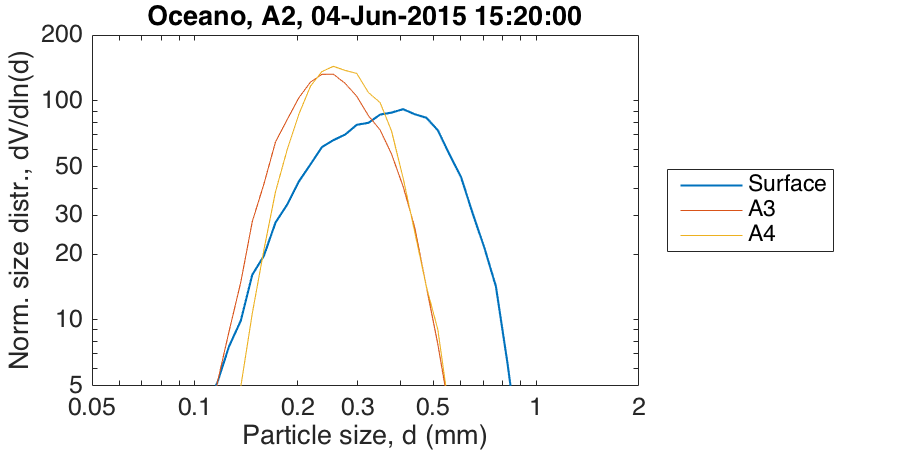 Oceano, A2, 04-Jun-2015 15:20:00
Norm. size distr., dV/dln(d)
200
100
50
30
20
10
5
0.05 0.1 0.2 0.3 0.5 1 2
Particle size, d (mm)
Surface
A3
A4